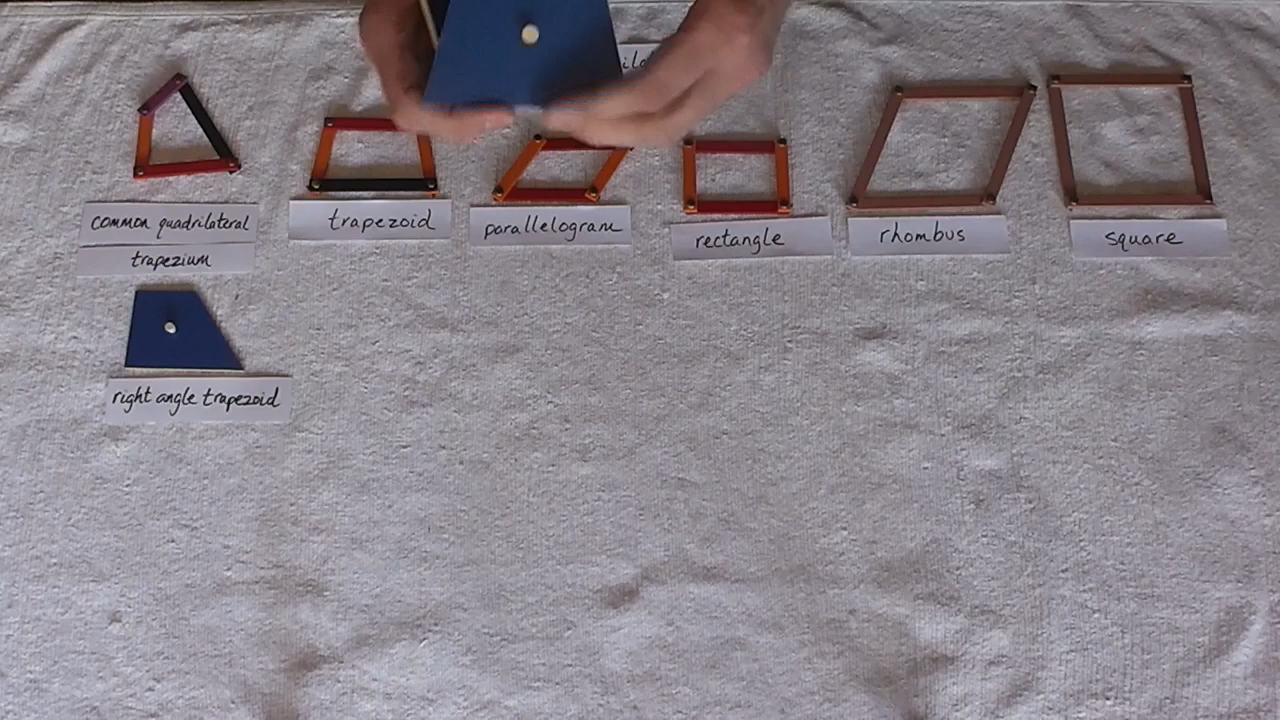 common quadrilateral
trapezium
trapezoid
parallelogram
rectangle
rhombus
square
right angle trapezoid